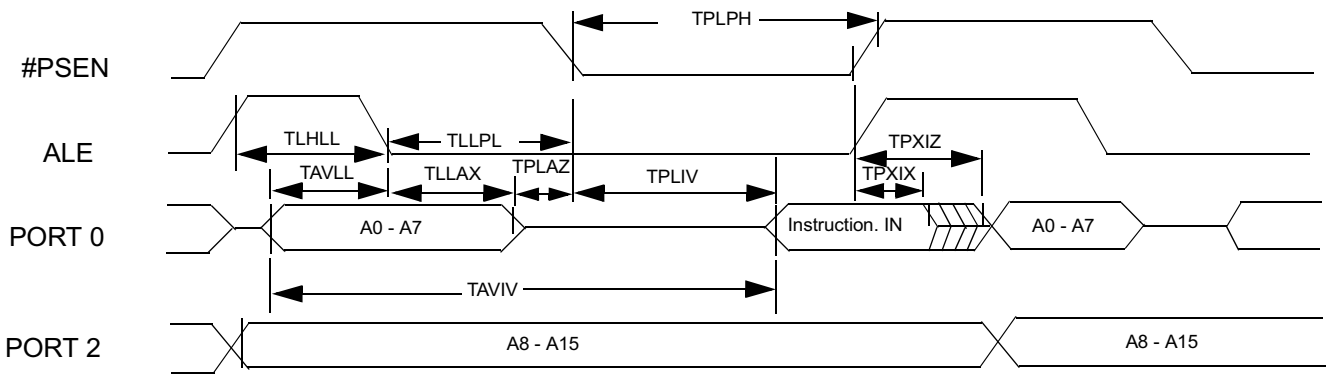 TPLPH
#PSEN
ALE
TLHLL
TLLPL
TPXIZ
TAVLL
TLLAX
TPLAZ
TPLIV
TPXIX
PORT 0
A0 - A7
Instruction. IN
A0 - A7
TAVIV
PORT 2
A8 - A15
A8 - A15